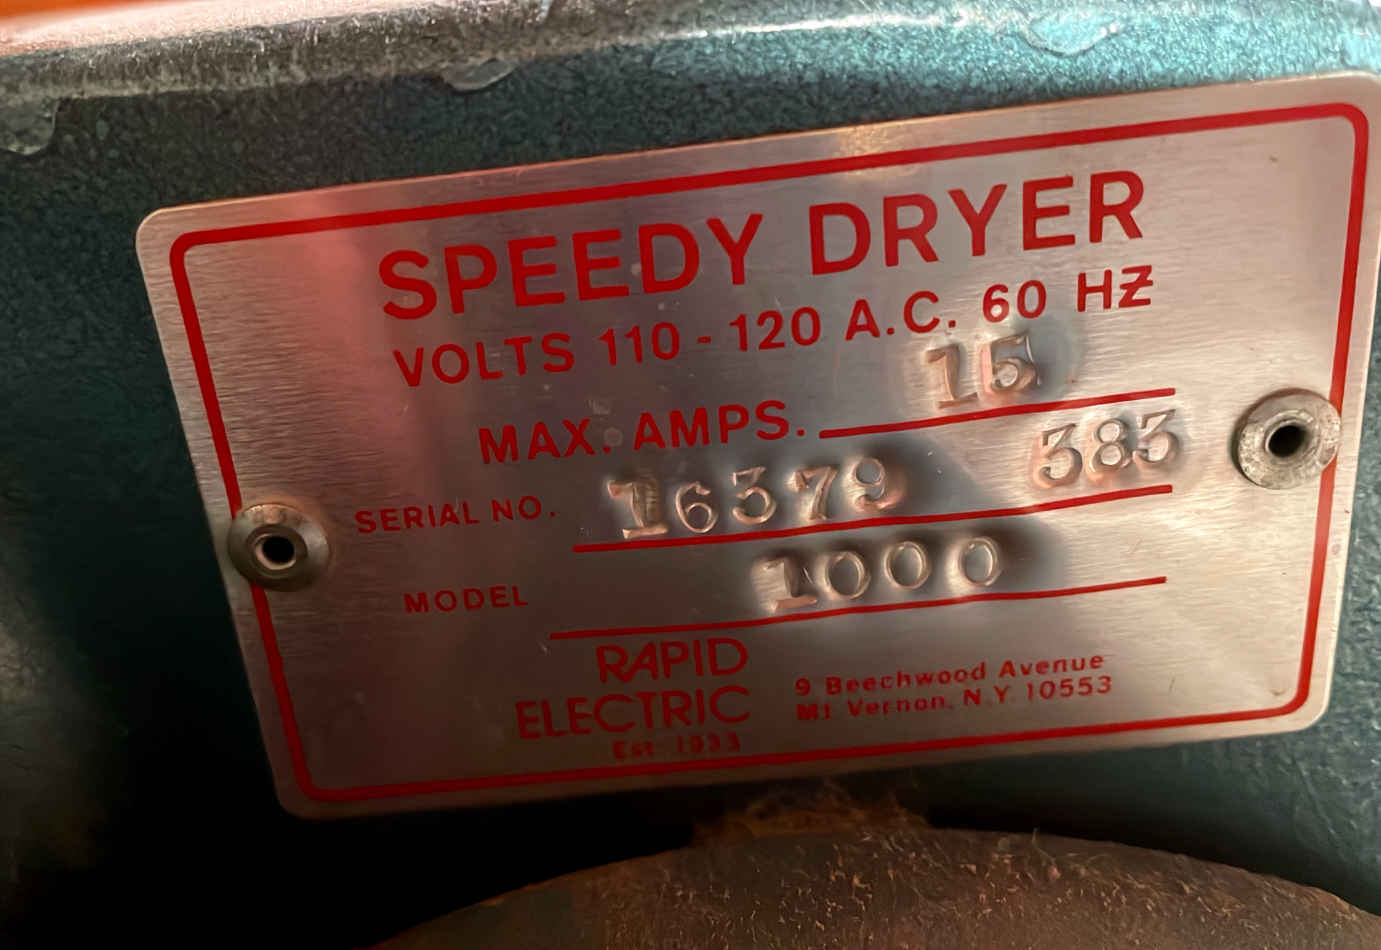 SPEEDY DRYER
VOLTS 110 - 120 A.C. 60 HZ
MAX. AMPS. 15
SERIAL NO. 16379 383
MODEL 1000
RAPID
ELECTRIC
Est. 1933
9 Beechwood Avenue
Mt Vernon, N.Y. 10553